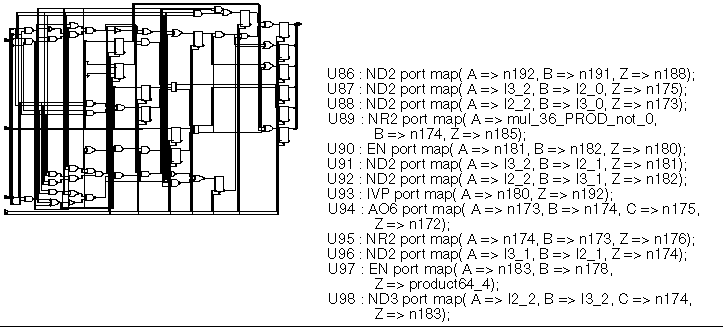 U86 : ND2 port map( A => n192, B => n191, Z => n188);
U87 : ND2 port map( A => I3_2, B => I2_0, Z => n175);
U88 : ND2 port map( A => I2_2, B => I3_0, Z => n173);
U89 : NR2 port map( A => mul_36_PROD_not_0,
B => n174, Z => n185);
U90 : EN port map( A => n181, B => n182, Z => n180);
U91 : ND2 port map( A => I3_2, B => I2_1, Z => n181);
U92 : ND2 port map( A => I2_2, B => I3_1, Z => n182);
U93 : IVP port map( A => n180, Z => n192);
U94 : AO6 port map( A => n173, B => n174, C => n175,
Z => n172);
U95 : NR2 port map( A => n174, B => n173, Z => n176);
U96 : ND2 port map( A => I3_1, B => I2_1, Z => n174);
U97 : EN port map( A => n183, B => n178,
Z => product64_4);
U98 : ND3 port map( A => I2_2, B => I3_2, C => n174,
Z => n183);